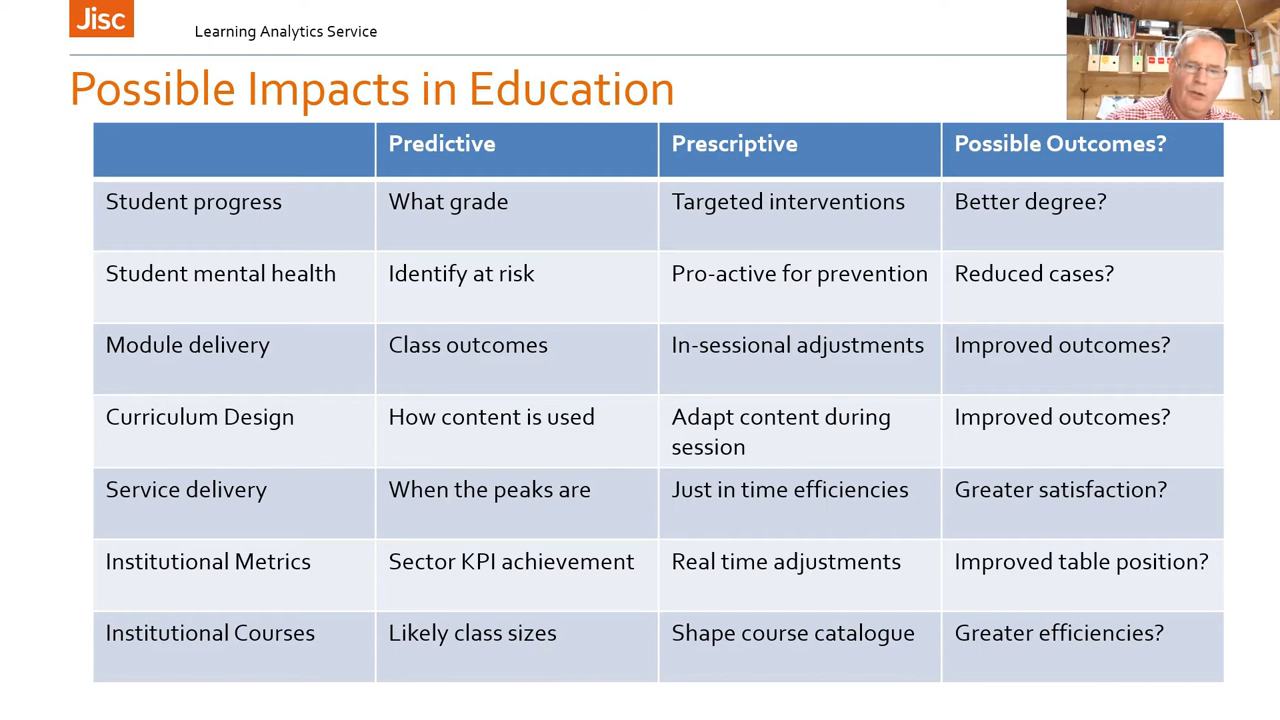 Jisc
Learning Analytics Service
Possible Impacts in Education
Predictive
Prescriptive
Possible Outcomes?
Student progress
What grade
Targeted interventions
Better degree?
Student mental health
Identify at risk
Pro-active for prevention
Reduced cases?
Module delivery
Class outcomes
In-sessional adjustments
Improved outcomes?
Curriculum Design
How content is used
Adapt content during
session
Improved outcomes?
Service delivery
When the peaks are
Just in time efficiencies
Greater satisfaction?
Institutional Metrics
Sector KPI achievement
Real time adjustments
Improved table position?
Institutional Courses
Likely class sizes
Shape course catalogue
Greater efficiencies?